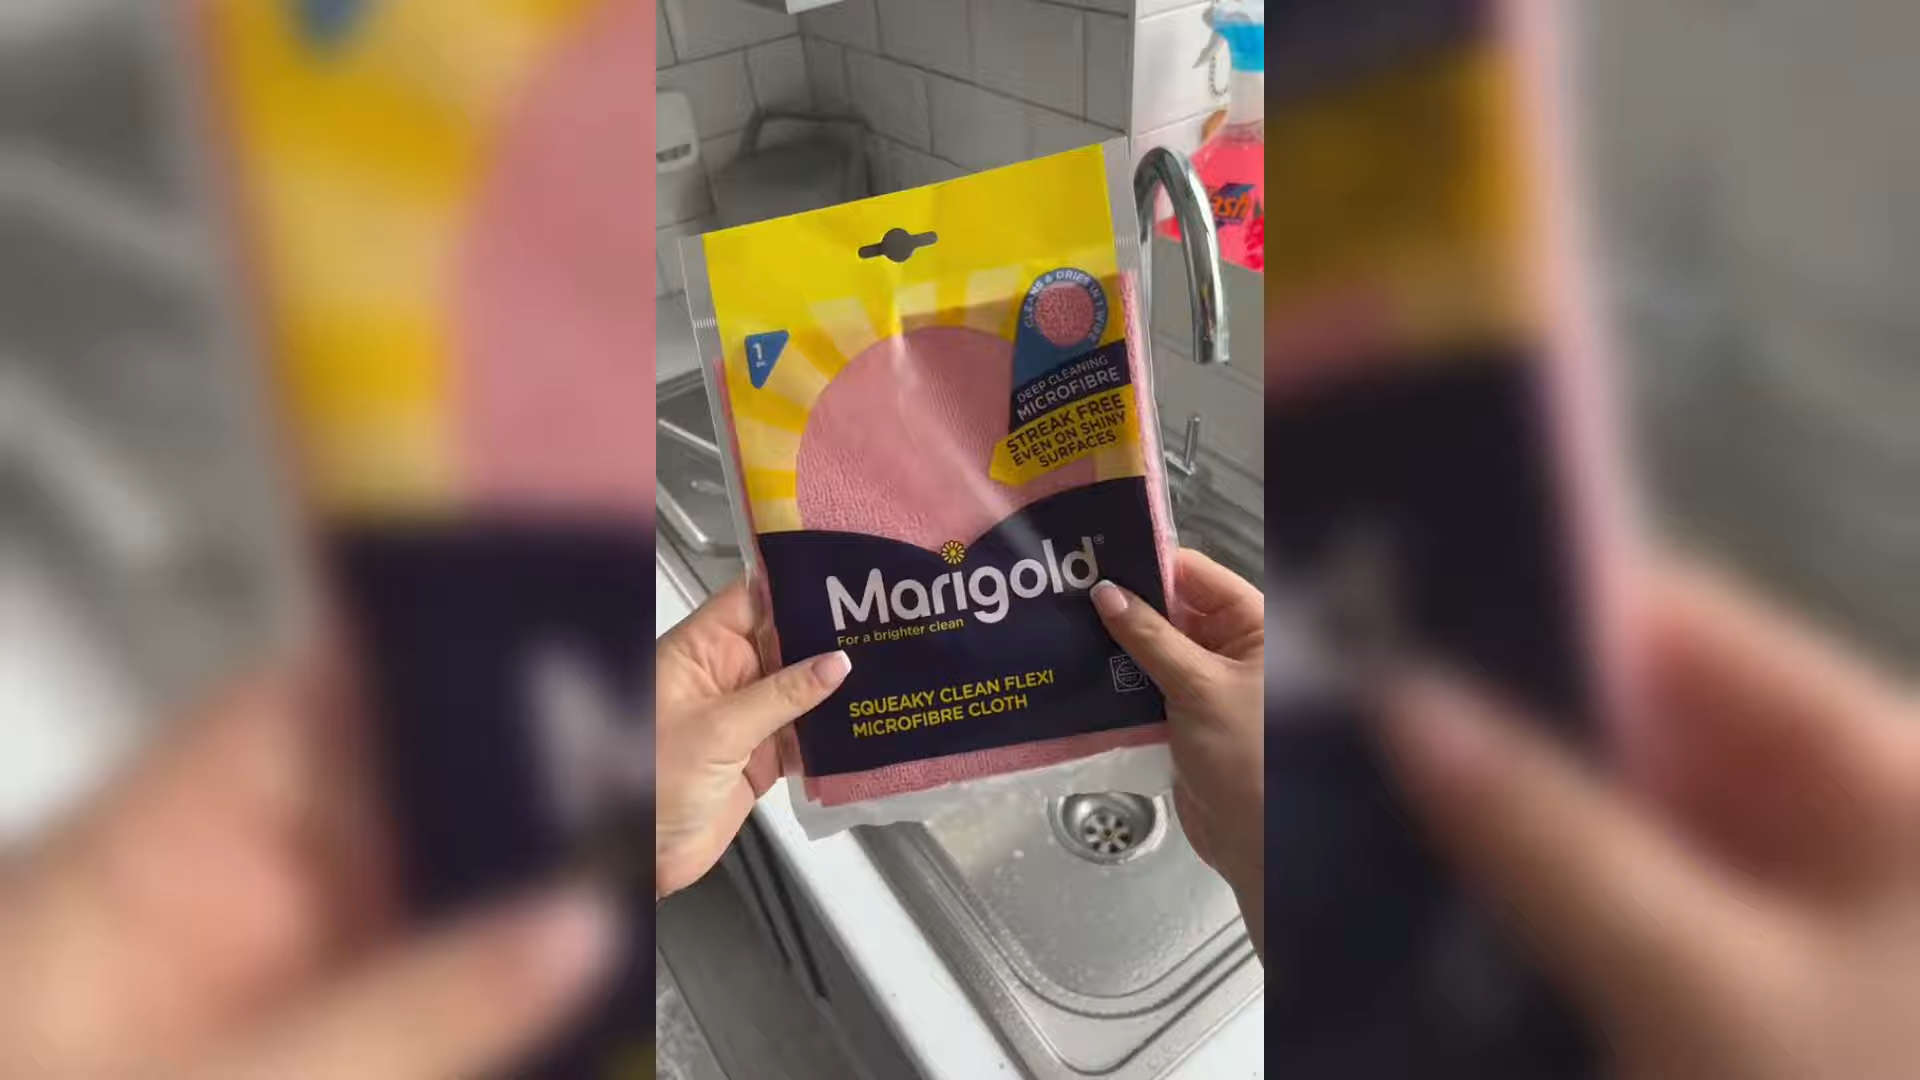 CLEANS & DRIES IN 1 WIPE
1
DEEP CLEANING
MICROFIBRE
STREAK FREE
EVEN ON SHINY
SURFACES
Marigold®
For a brighter clean
SQUEAKY CLEAN FLEXI
MICROFIBRE CLOTH